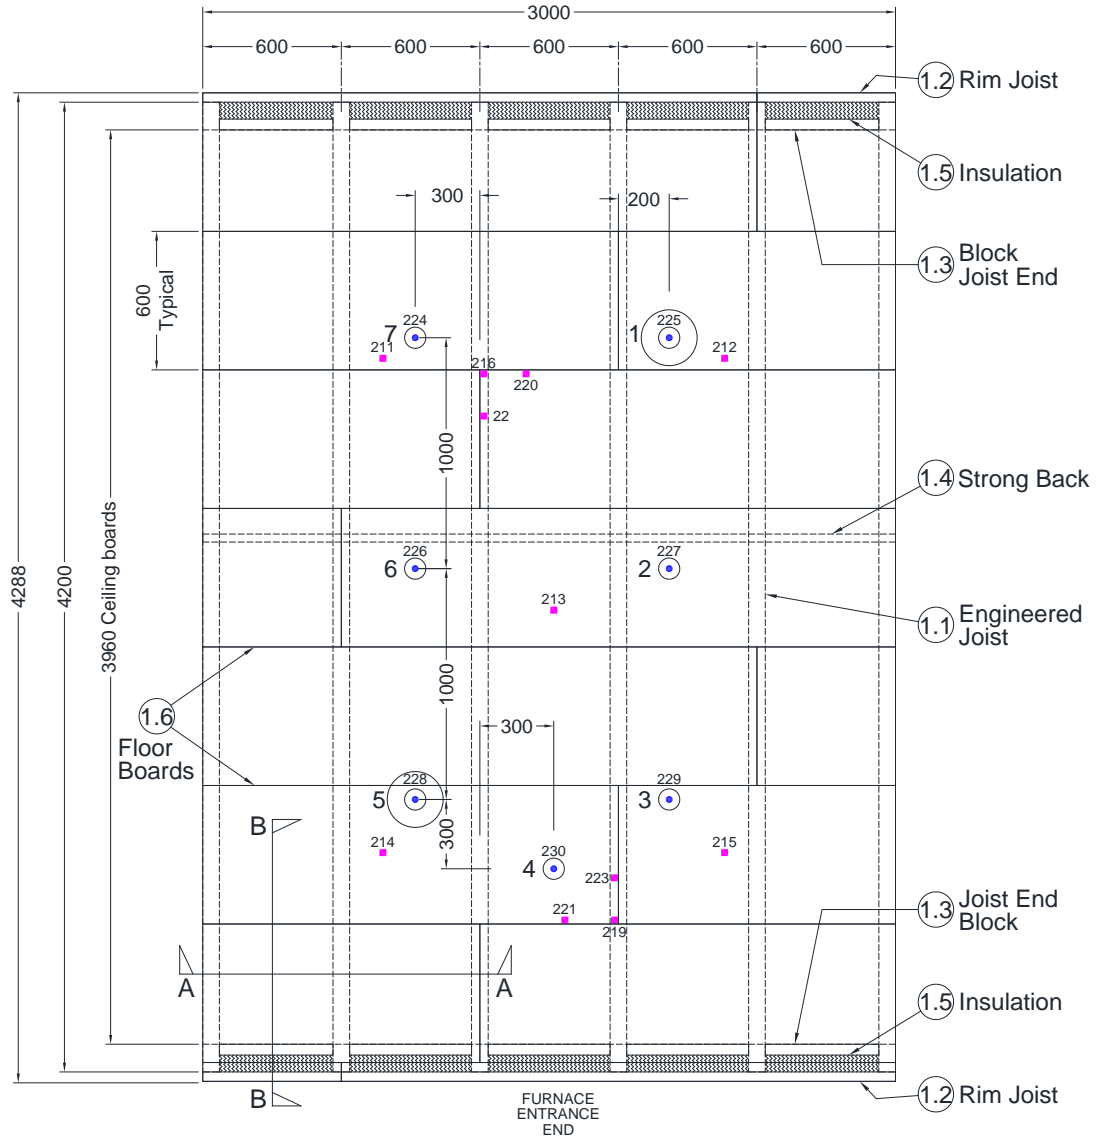 3000
600
600
600
600
600
1.2 Rim Joist
1.5 Insulation
300
200
1.3 Block
Joist End
600
Typical
7
224
1
225
211
216
212
220
22
1000
1.4 Strong Back
4288
4200
3960 Ceiling boards
226
227
6
2
213
1.1 Engineered
Joist
1000
1.6
Floor
Boards
300
228
229
5
3
B
300
214
230
215
4
223
221
219
1.3 Joist End
Block
A
A
1.5 Insulation
B
FURNACE
ENTRANCE
END
1.2 Rim Joist